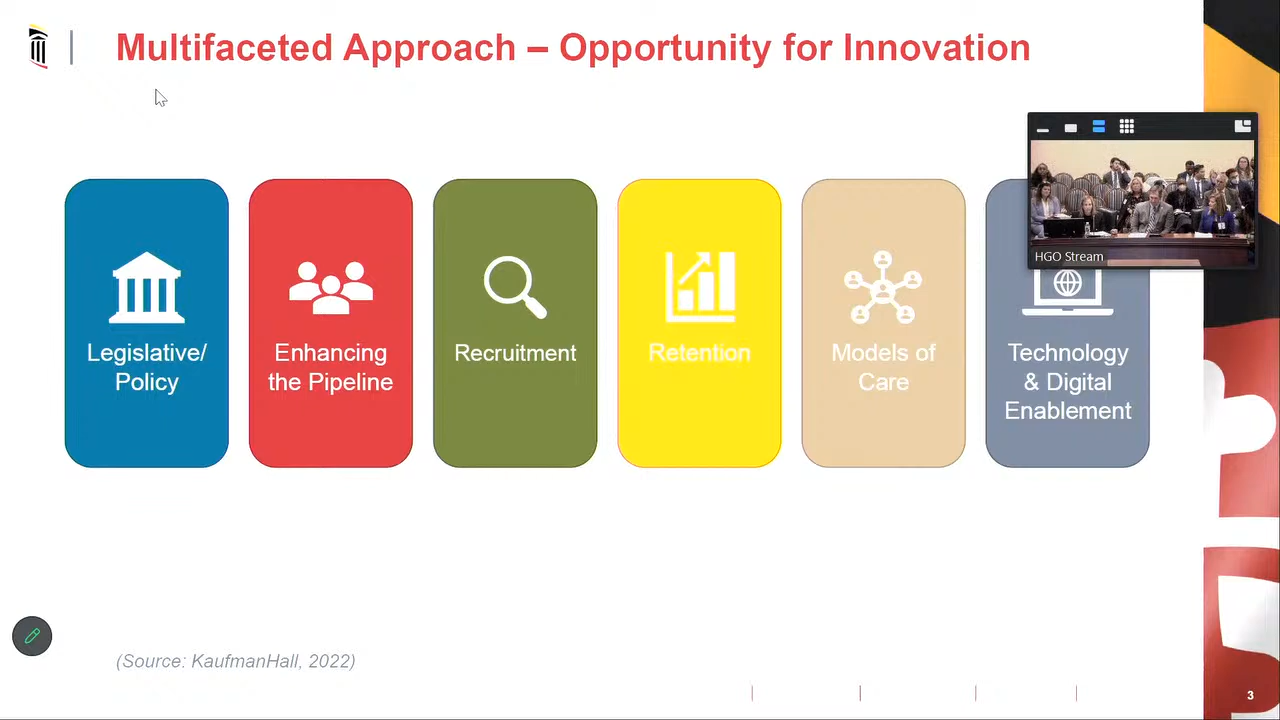 Multifaceted Approach – Opportunity for Innovation
HGO Stream
Legislative/
Policy
Enhancing
the Pipeline
Recruitment
Retention
Models of
Care
Technology
& Digital
Enablement
(Source: KaufmanHall, 2022)
3